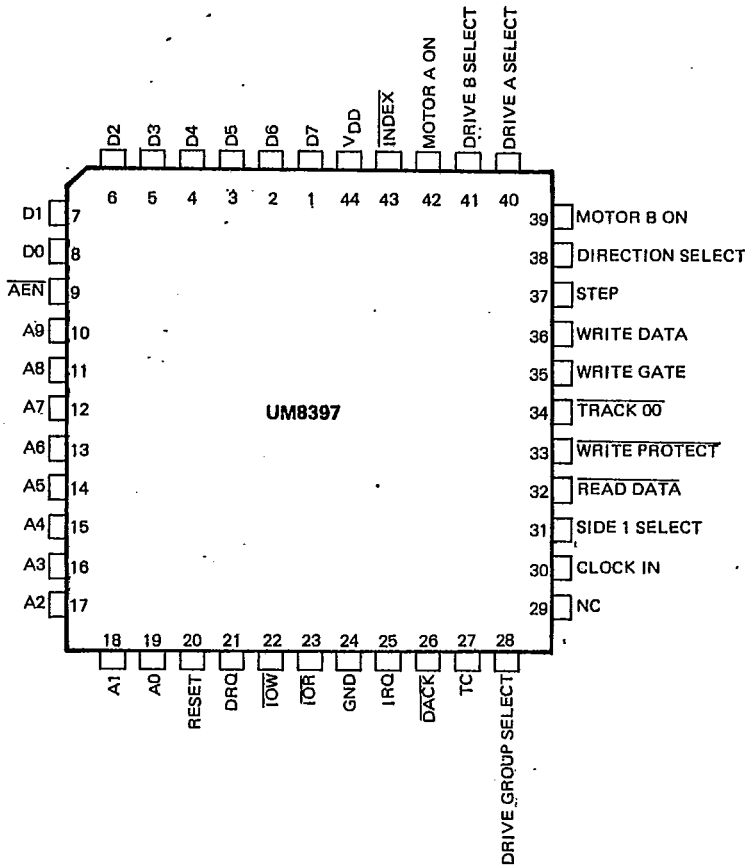 D2
D3
D4
D5
D6
D7
VDD
INDEX
MOTOR A ON
DRIVE B SELECT
DRIVE A SELECT
6 5 4 3 2 1 44 43 42 41 40
D1 7
D0 8
AEN 9
A9 10
A8 11
A7 12
A6 13
A5 14
A4 15
A3 16
A2 17
UM8397
39 MOTOR B ON
38 DIRECTION SELECT
37 STEP
36 WRITE DATA
35 WRITE GATE
34 TRACK 00
33 WRITE PROTECT
32 READ DATA
31 SIDE 1 SELECT
30 CLOCK IN
29 NC
18 19 20 21 22 23 24 25 26 27 28
A1
A0
RESET
DRQ
IOW
IOR
GND
IRQ
DACK
TC
DRIVE GROUP SELECT